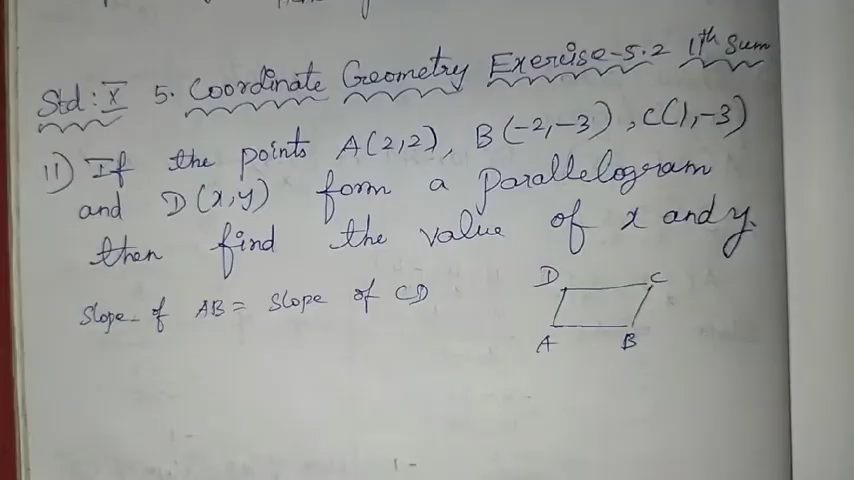 Std: X 5. Coordinate Geometry Exercise-5.2 11th sum
11) If the points A(2,2), B(-2,-3), C(1,-3)
and D(x,y) form a parallelogram
then find the value of x and y.
Slope of AB = Slope of CD
D C
A B